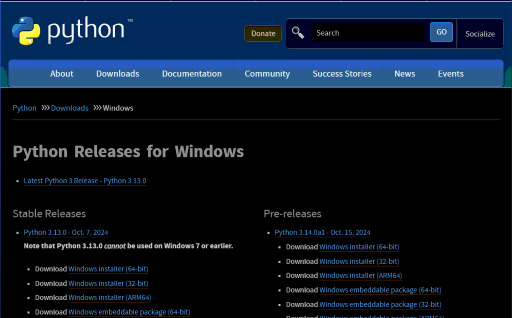 python™
Donate
Search
GO
Socialize
About
Downloads
Documentation
Community
Success Stories
News
Events
Python >>> Downloads >>> Windows
Python Releases for Windows
Latest Python 3 Release - Python 3.13.0
Stable Releases
Python 3.13.0 - Oct. 7, 2024
Note that Python 3.13.0 cannot be used on Windows 7 or earlier.
Download Windows installer (64-bit)
Download Windows installer (32-bit)
Download Windows installer (ARM64)
Download Windows embeddable package (64-bit)
Pre-releases
Python 3.14.0a1 - Oct. 15, 2024
Download Windows installer (64-bit)
Download Windows installer (32-bit)
Download Windows installer (ARM64)
Download Windows embeddable package (64-bit)
Download Windows embeddable package (32-bit)
Download Windows embeddable package (ARM64)